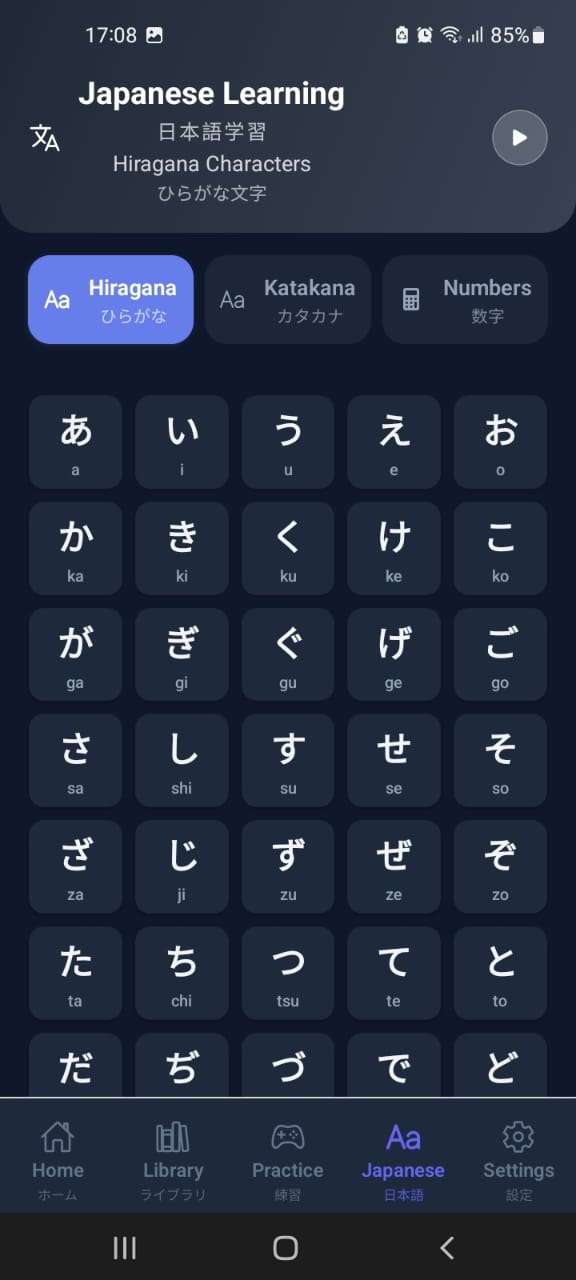 17:08 85%
Japanese Learning
日本語学習
Hiragana Characters
ひらがな文字
Aa Hiragana Aa Katakana Numbers
ひらがな カタカナ 数字
あ い う え お
a i u e o
か き く け こ
ka ki ku ke ko
が ぎ ぐ げ ご
ga gi gu ge go
さ し す せ そ
sa shi su se so
ざ じ ず ぜ ぞ
za ji zu ze zo
た ち つ て と
ta chi tsu te to
だ ぢ づ で ど
Aa
Home Library Practice Japanese Settings
ホーム ライブラリ 練習 日本語 設定